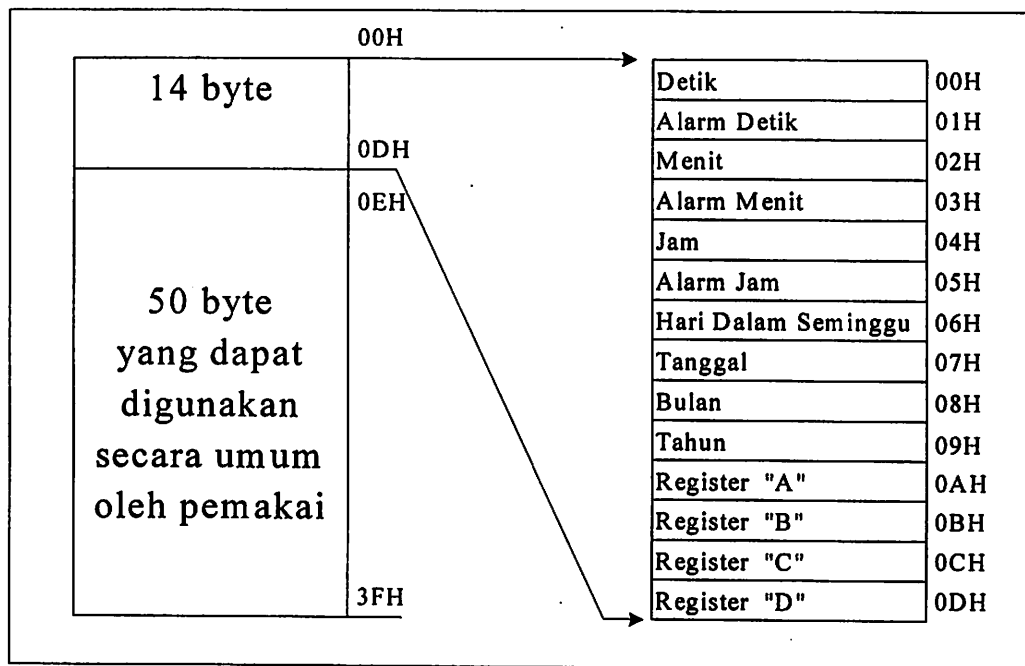 00H
14 byte
0DH
0EH
50 byte
yang dapat
digunakan
secara umum
oleh pemakai
3FH
Detik 00H
Alarm Detik 01H
Menit 02H
Alarm Menit 03H
Jam 04H
Alarm Jam 05H
Hari Dalam Seminggu 06H
Tanggal 07H
Bulan 08H
Tahun 09H
Register "A" 0AH
Register "B" 0BH
Register "C" 0CH
Register "D" 0DH